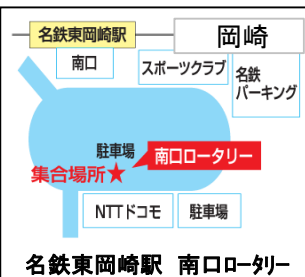 名鉄東岡崎駅
岡崎
南口
スポーツクラブ
名鉄
パーキング
駐車場
南口ロータリー
集合場所★
NTTドコモ
駐車場
名鉄東岡崎駅 南口ロータリー